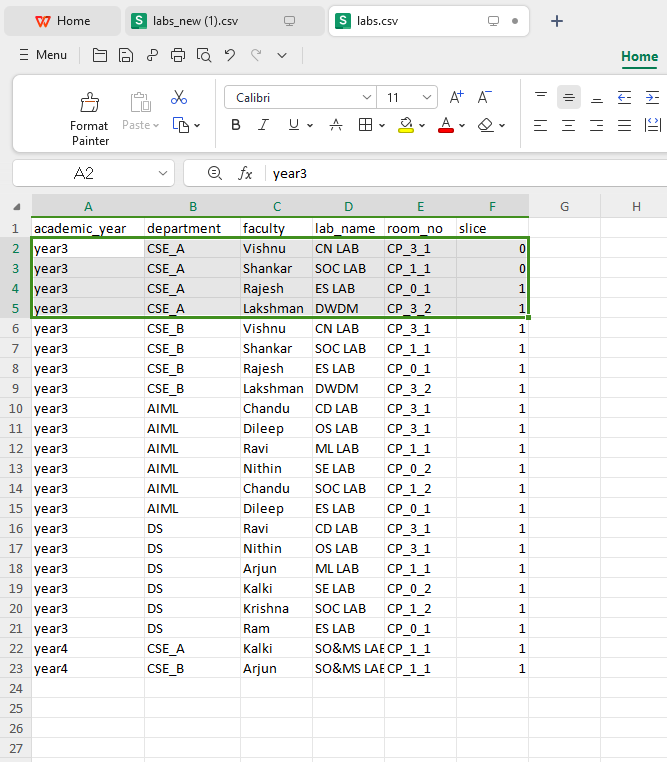 Home labs_new (1).csv labs.csv
Menu Home
Format Painter Paste Calibri 11 A+ A-
B I U A A
A2 fx year3
A B C D E F G H
1 academic_year department faculty lab_name room_no slice
2 year3 CSE_A Vishnu CN LAB CP_3_1 0
3 year3 CSE_A Shankar SOC LAB CP_1_1 0
4 year3 CSE_A Rajesh ES LAB CP_0_1 1
5 year3 CSE_A Lakshman DWDM CP_3_2 1
6 year3 CSE_B Vishnu CN LAB CP_3_1 1
7 year3 CSE_B Shankar SOC LAB CP_1_1 1
8 year3 CSE_B Rajesh ES LAB CP_0_1 1
9 year3 CSE_B Lakshman DWDM CP_3_2 1
10 year3 AIML Chandu CD LAB CP_3_1 1
11 year3 AIML Dileep OS LAB CP_3_1 1
12 year3 AIML Ravi ML LAB CP_1_1 1
13 year3 AIML Nithin SE LAB CP_0_2 1
14 year3 AIML Chandu SOC LAB CP_1_2 1
15 year3 AIML Dileep ES LAB CP_0_1 1
16 year3 DS Ravi CD LAB CP_3_1 1
17 year3 DS Nithin OS LAB CP_3_1 1
18 year3 DS Arjun ML LAB CP_1_1 1
19 year3 DS Kalki SE LAB CP_0_2 1
20 year3 DS Krishna SOC LAB CP_1_2 1
21 year3 DS Ram ES LAB CP_0_1 1
22 year4 CSE_A Kalki SO&MS LAB CP_1_1 1
23 year4 CSE_B Arjun SO&MS LAB CP_1_1 1
24
25
26
27